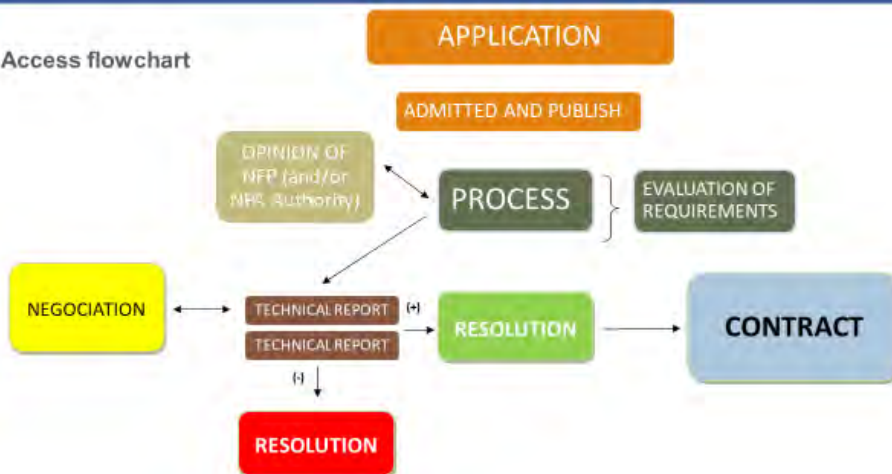 Access flowchart
APPLICATION
ADMITTED AND PUBLISH
OPINION OF
NFP (and/or
NPA Authority)
PROCESS
EVALUATION OF
REQUIREMENTS
NEGOCIATION
TECHNICAL REPORT
(+)
TECHNICAL REPORT
RESOLUTION
CONTRACT
(-)
RESOLUTION